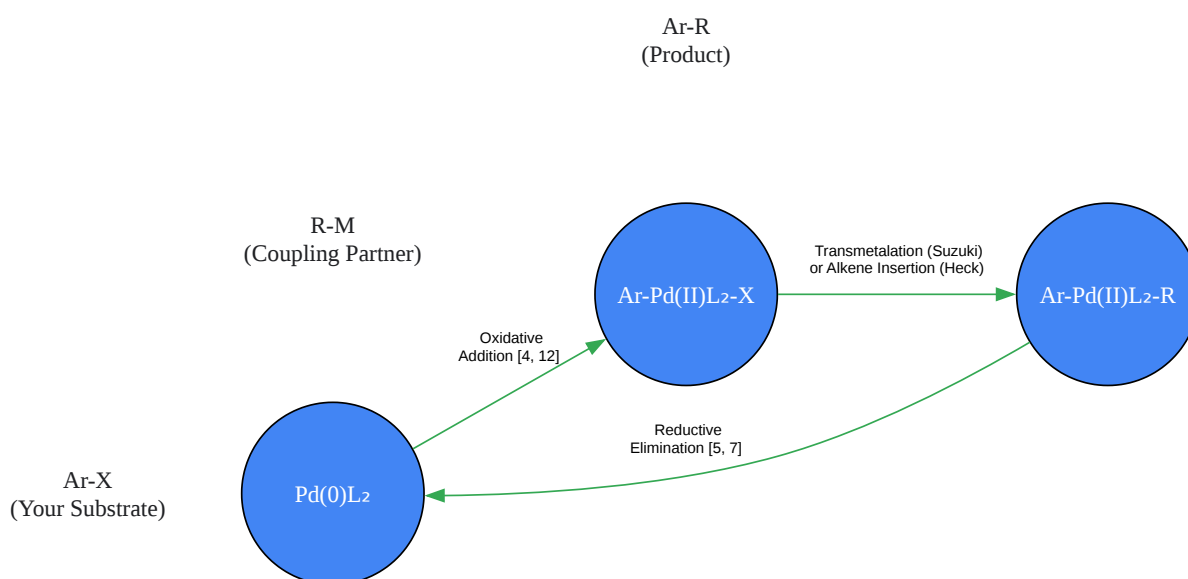 Ar-R
(Product)
R-M
(Coupling Partner)
Ar-Pd(II)L₂-X
Transmetalation (Suzuki)
or Alkene Insertion (Heck)
Ar-Pd(II)L₂-R
Oxidative
Addition [4, 12]
Reductive
Elimination [5, 7]
Ar-X
(Your Substrate)
Pd(0)L₂